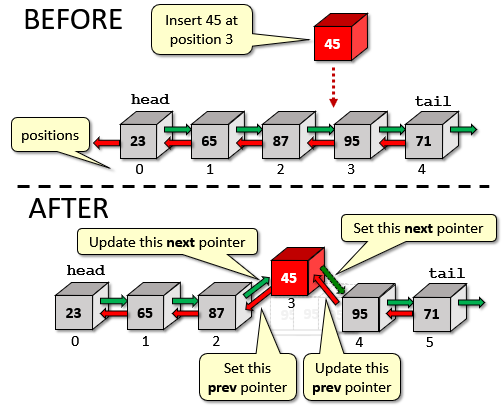 BEFORE
Insert 45 at
position 3
45
head
tail
positions
23
65
87
95
71
0
1
2
3
4
AFTER
Update this next pointer
Set this next pointer
head
45
tail
3
23
65
87
95
71
0
1
2
4
5
Set this
prev pointer
Update this
prev pointer